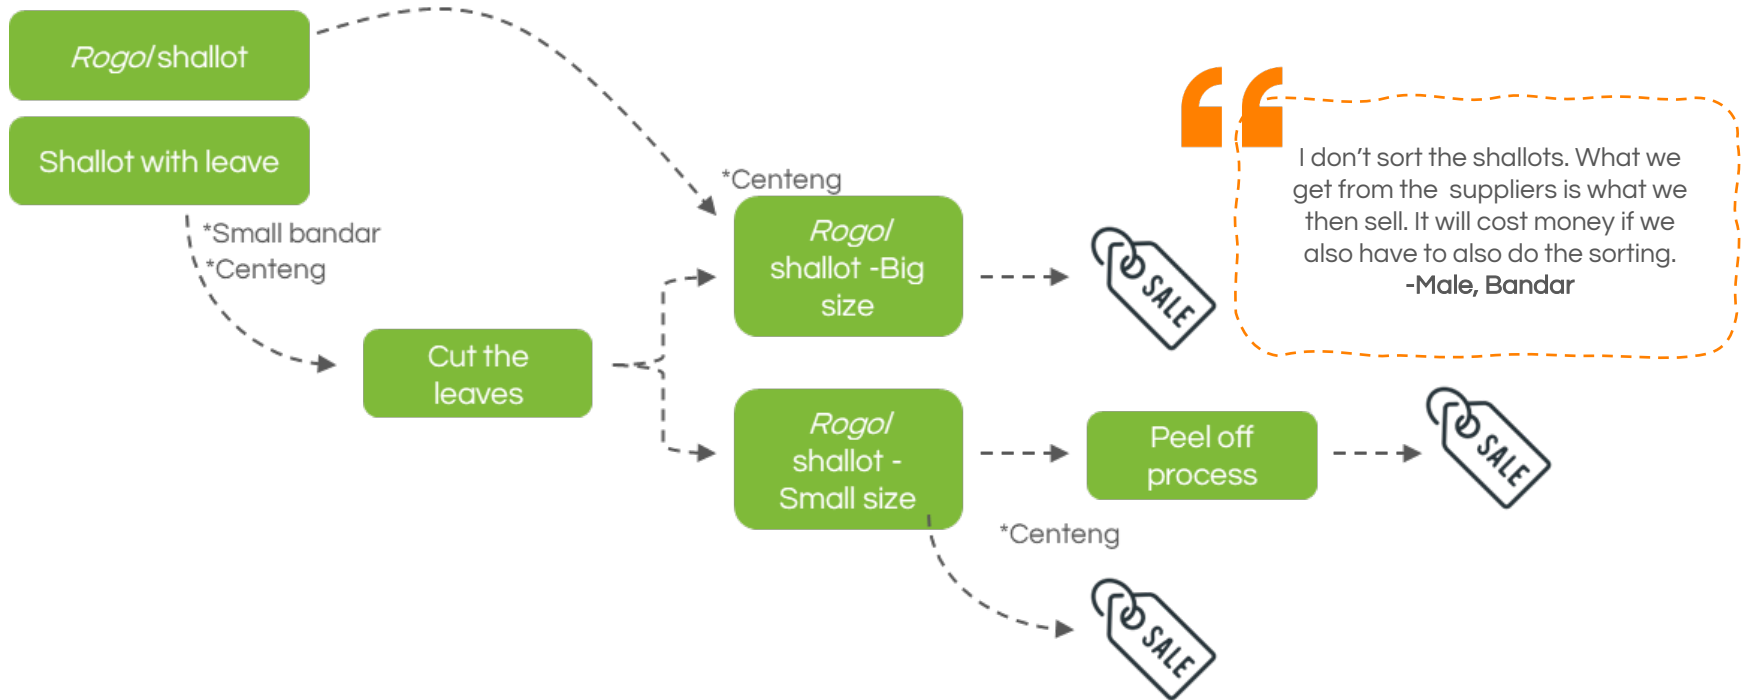 Rogol shallot
Shallot with leave
*Small bandar
*Centeng
Cut the
leaves
*Centeng
Rogol
shallot -Big
size
SALE
Rogol
shallot -
Small size
Peel off
process
SALE
*Centeng
SALE
I don’t sort the shallots. What we
get from the suppliers is what we
then sell. It will cost money if we
also have to also do the sorting.
-Male, Bandar